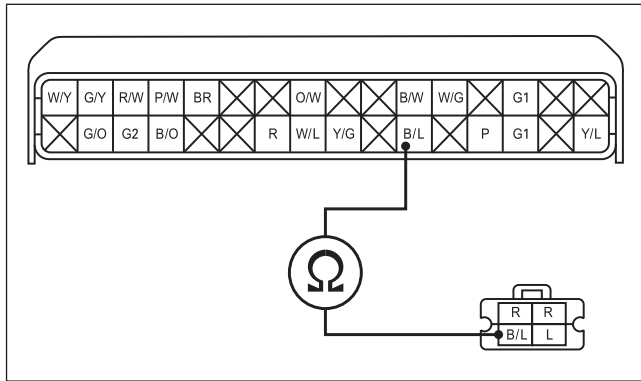 W/Y G/Y R/W P/W BR O/W B/W W/G G1
G/O G2 B/O R W/L Y/G B/L P G1 Y/L
Ω
R R
B/L L